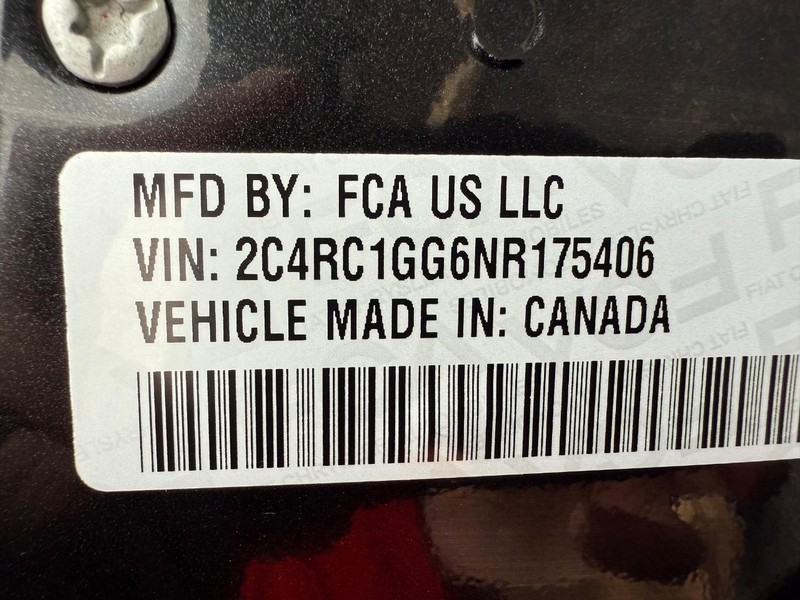 MFD BY: FCA US LLC
VIN: 2C4RC1GG6NR175406
VEHICLE MADE IN: CANADA